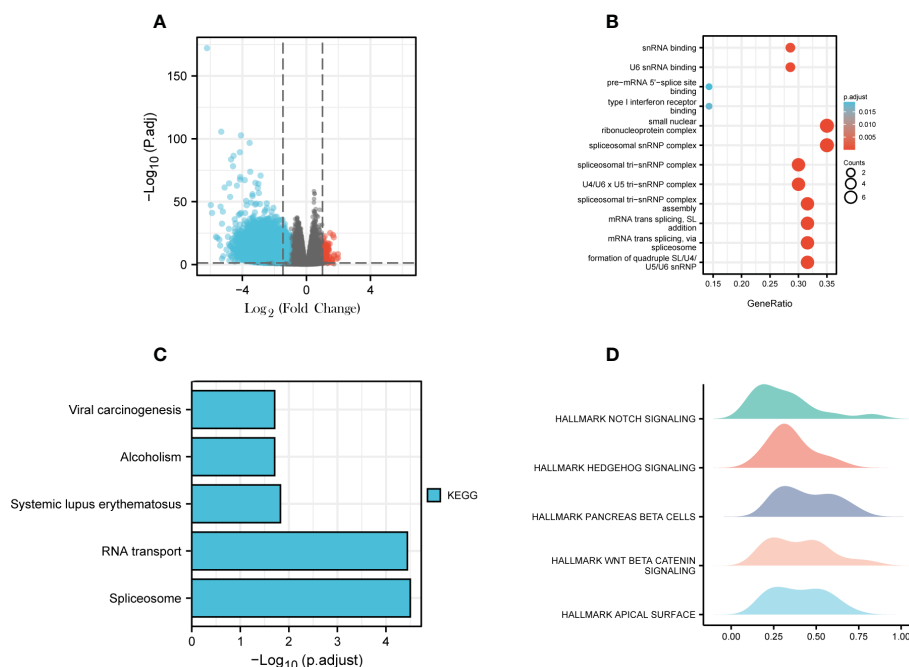 A
−Log10 (P.adj)
150
100
50
0
−4
0
4
Log2 (Fold Change)
B
snRNA binding
U6 snRNA binding
pre−mRNA 5'−splice site
binding
type I interferon receptor
binding
small nuclear
ribonucleoprotein complex
spliceosomal snRNP complex
spliceosomal tri−snRNP complex
U4/U6 x U5 tri−snRNP complex
spliceosomal tri−snRNP complex
assembly
mRNA trans splicing, SL
addition
mRNA trans splicing, via
spliceosome
formation of quadruple SL/U4/
U5/U6 snRNP
0.15 0.20 0.25 0.30 0.35
GeneRatio
p.adjust
0.015
0.010
0.005
Counts
2
4
6
C
Viral carcinogenesis
Alcoholism
Systemic lupus erythematosus
RNA transport
Spliceosome
0 1 2 3 4
−Log10 (p.adjust)
KEGG
D
HALLMARK NOTCH SIGNALING
HALLMARK HEDGEHOG SIGNALING
HALLMARK PANCREAS BETA CELLS
HALLMARK WNT BETA CATENIN
SIGNALING
HALLMARK APICAL SURFACE
0.00 0.25 0.50 0.75 1.00